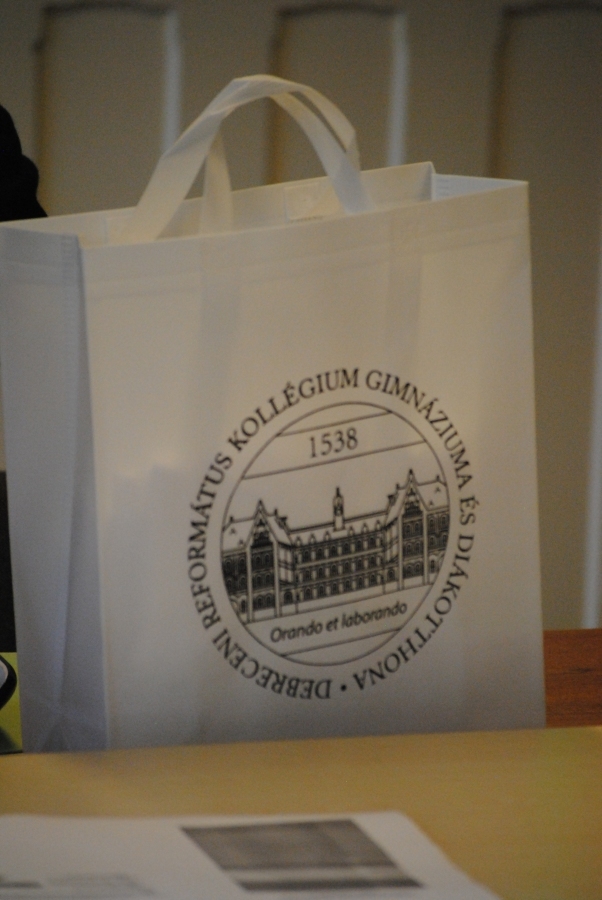 DEBRECENI REFORMÁTUS KOLLÉGIUM GIMNÁZIUMA ÉS DIÁKOTTHONA •
1538
Orando et laborando